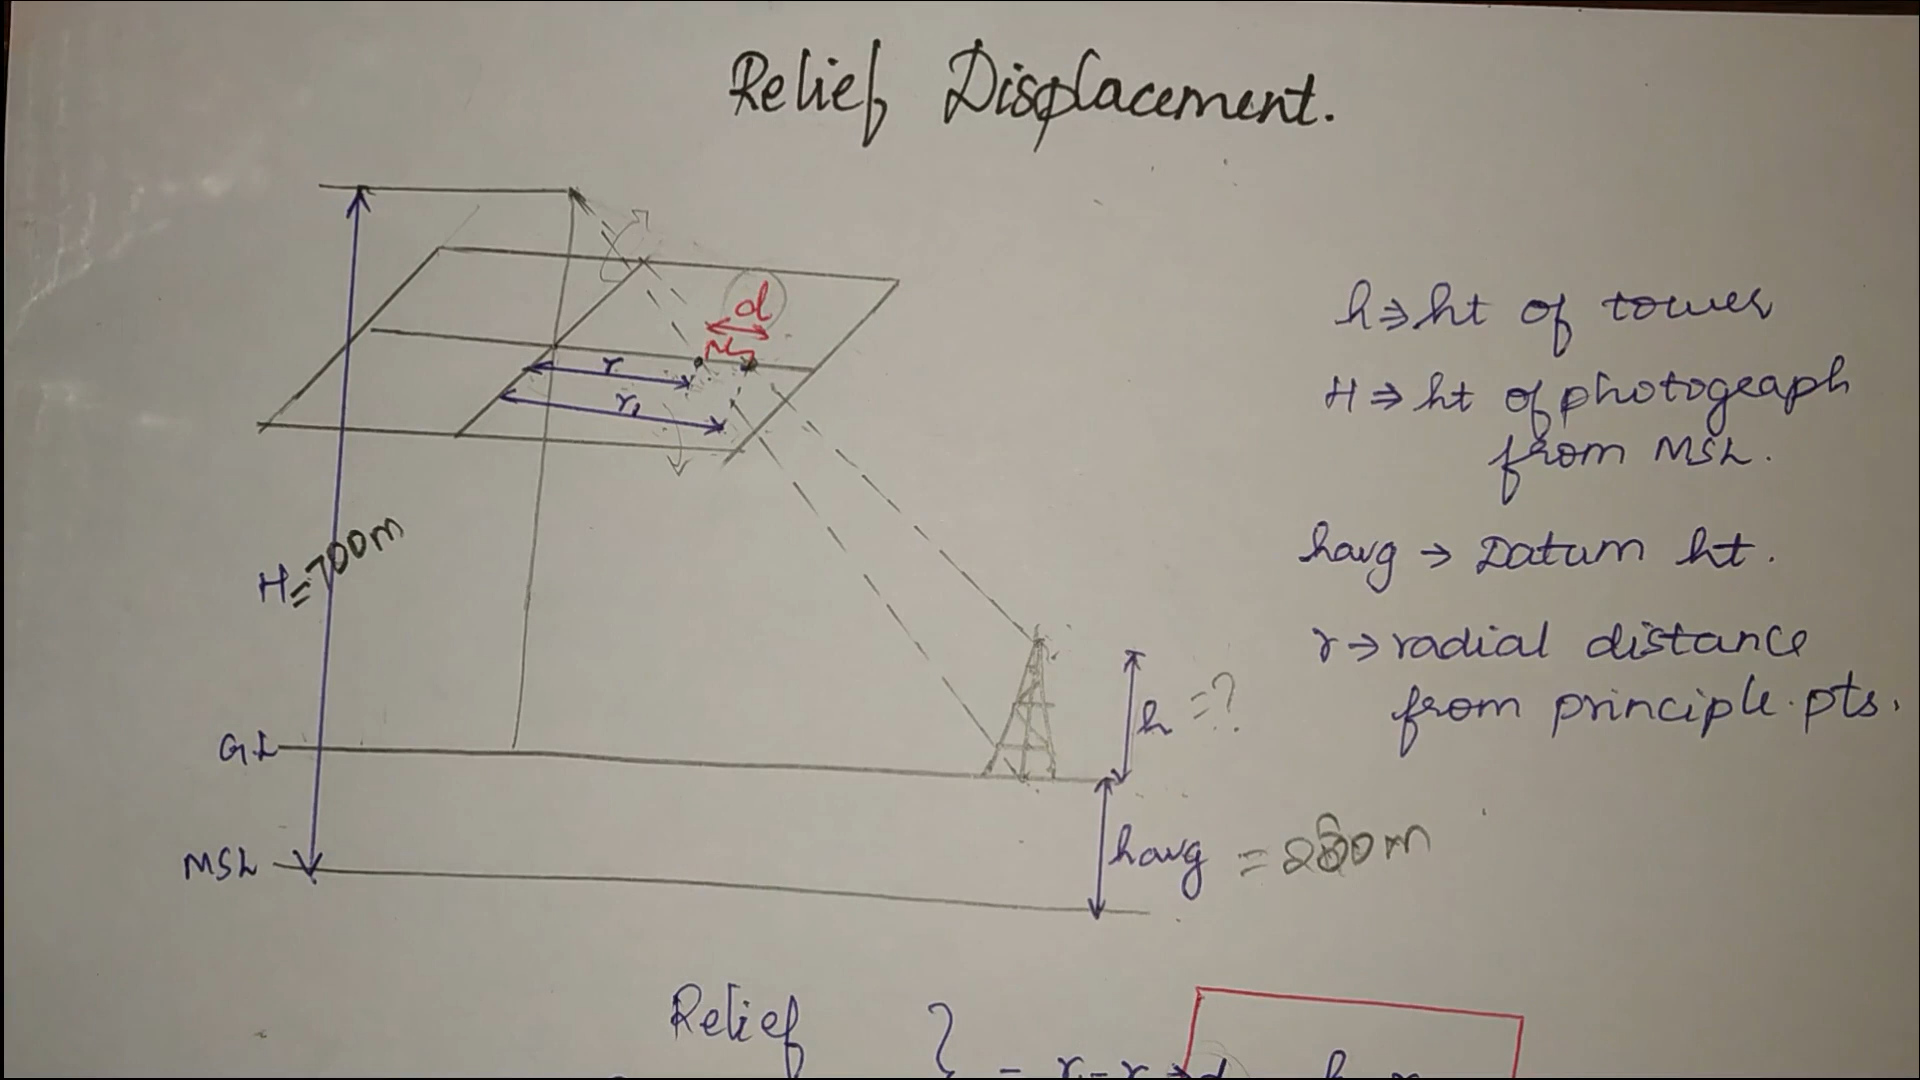 Relief Displacement.
d
r
r₁
h⇒ht of tower
H⇒ht of photogeaph
from MSL.
havg → Datum ht.
r→radial distance
from principle.pts.
H=700m
GL
h =?
MSL
havg =
Relief